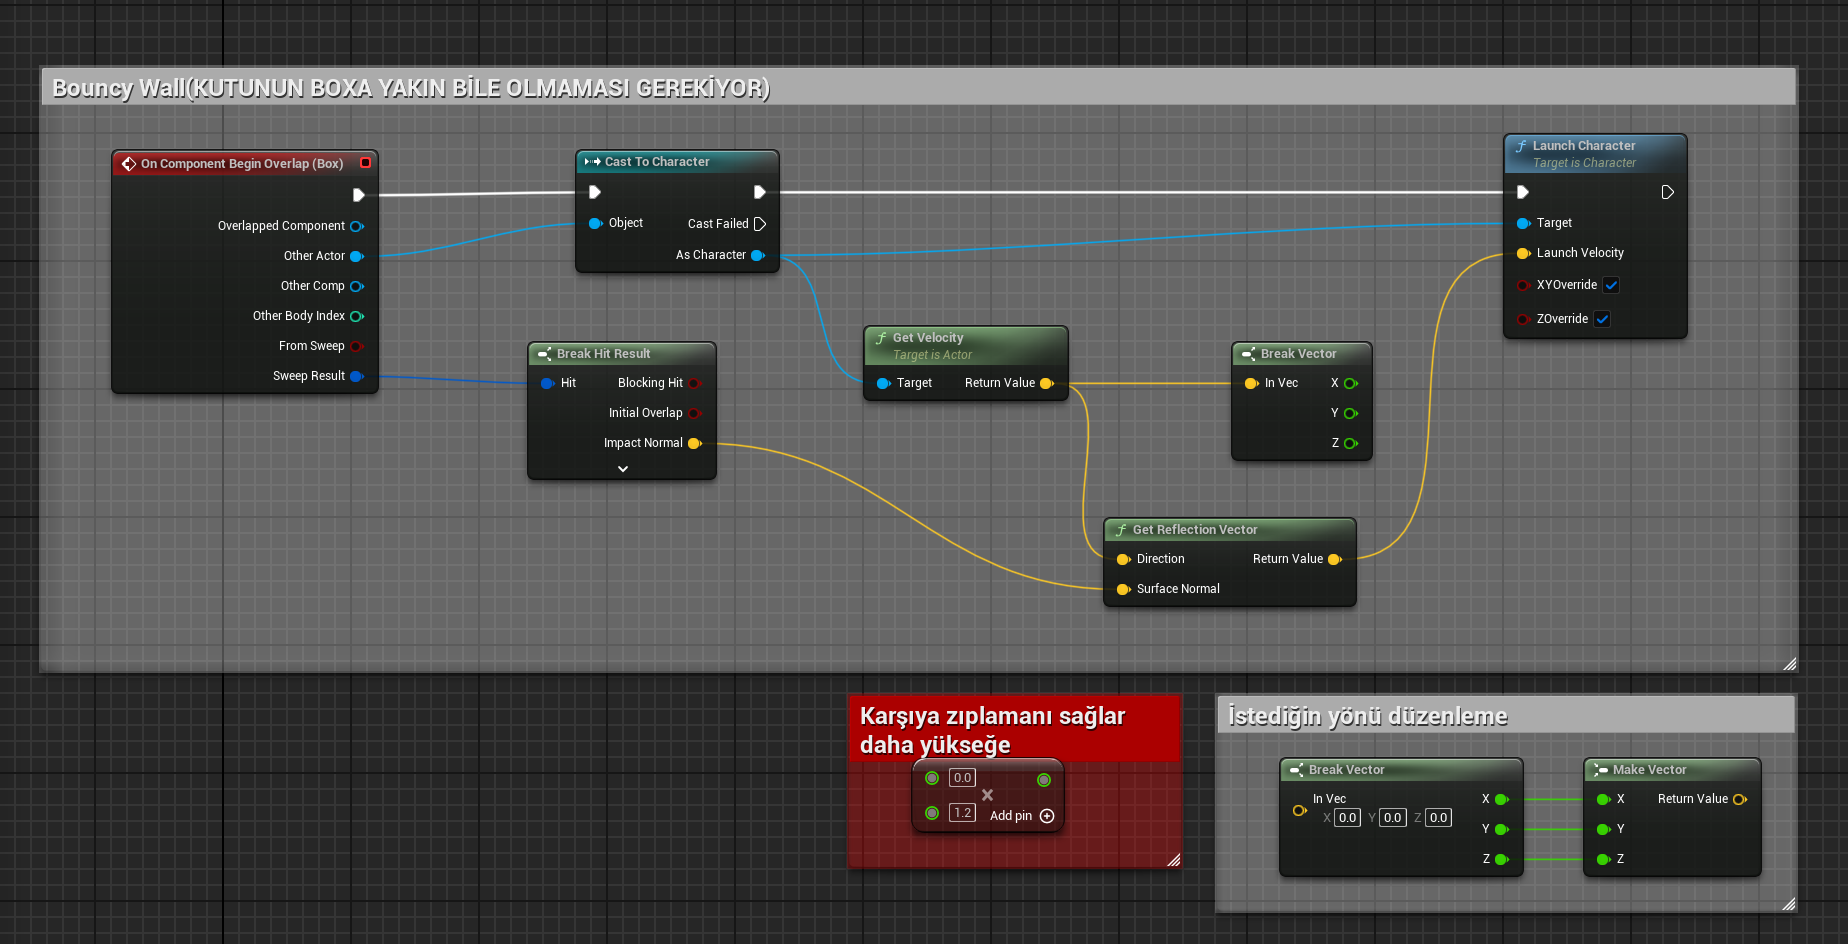 Bouncy Wall(KUTUNUN BOXA YAKIN BİLE OLMAMASI GEREKİYOR)
On Component Begin Overlap (Box)
Overlapped Component
Other Actor
Other Comp
Other Body Index
From Sweep
Sweep Result
Cast To Character
Object
Cast Failed
As Character
Break Hit Result
Hit
Blocking Hit
Initial Overlap
Impact Normal
Get Velocity
Target is Actor
Target
Return Value
Break Vector
In Vec
X
Y
Z
Get Reflection Vector
Direction
Return Value
Surface Normal
Launch Character
Target is Character
Target
Launch Velocity
XYOverride
ZOverride
Karşıya zıplamanı sağlar
daha yükseğe
0.0
1.2
Add pin
İstediğin yönü düzenleme
Break Vector
In Vec
X 0.0 Y 0.0 Z 0.0
X
Y
Z
Make Vector
X
Return Value
Y
Z